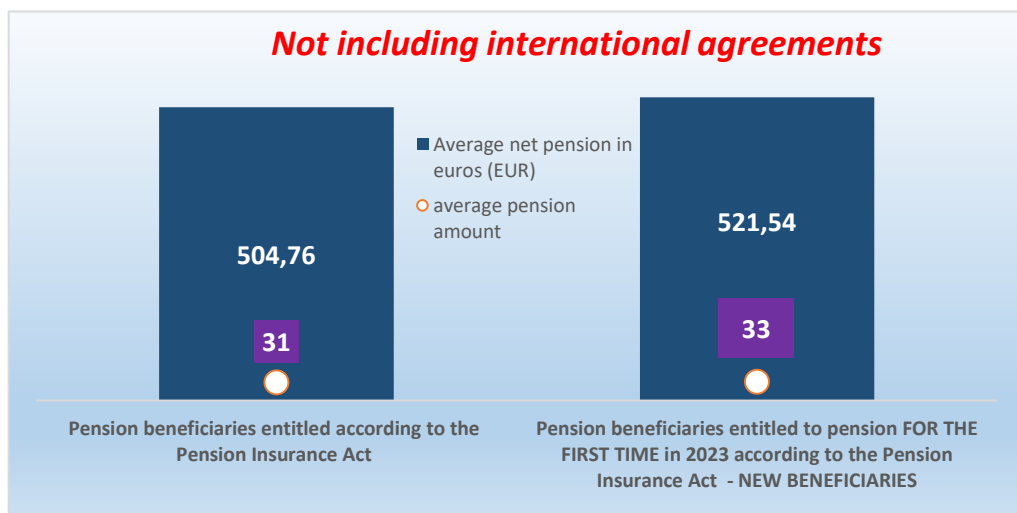 Not including international agreements
Average net pension in
euros (EUR)
average pension
amount
504,76
521,54
31
33
Pension beneficiaries entitled according to the
Pension Insurance Act
Pension beneficiaries entitled to pension FOR THE
FIRST TIME in 2023 according to the Pension
Insurance Act - NEW BENEFICIARIES